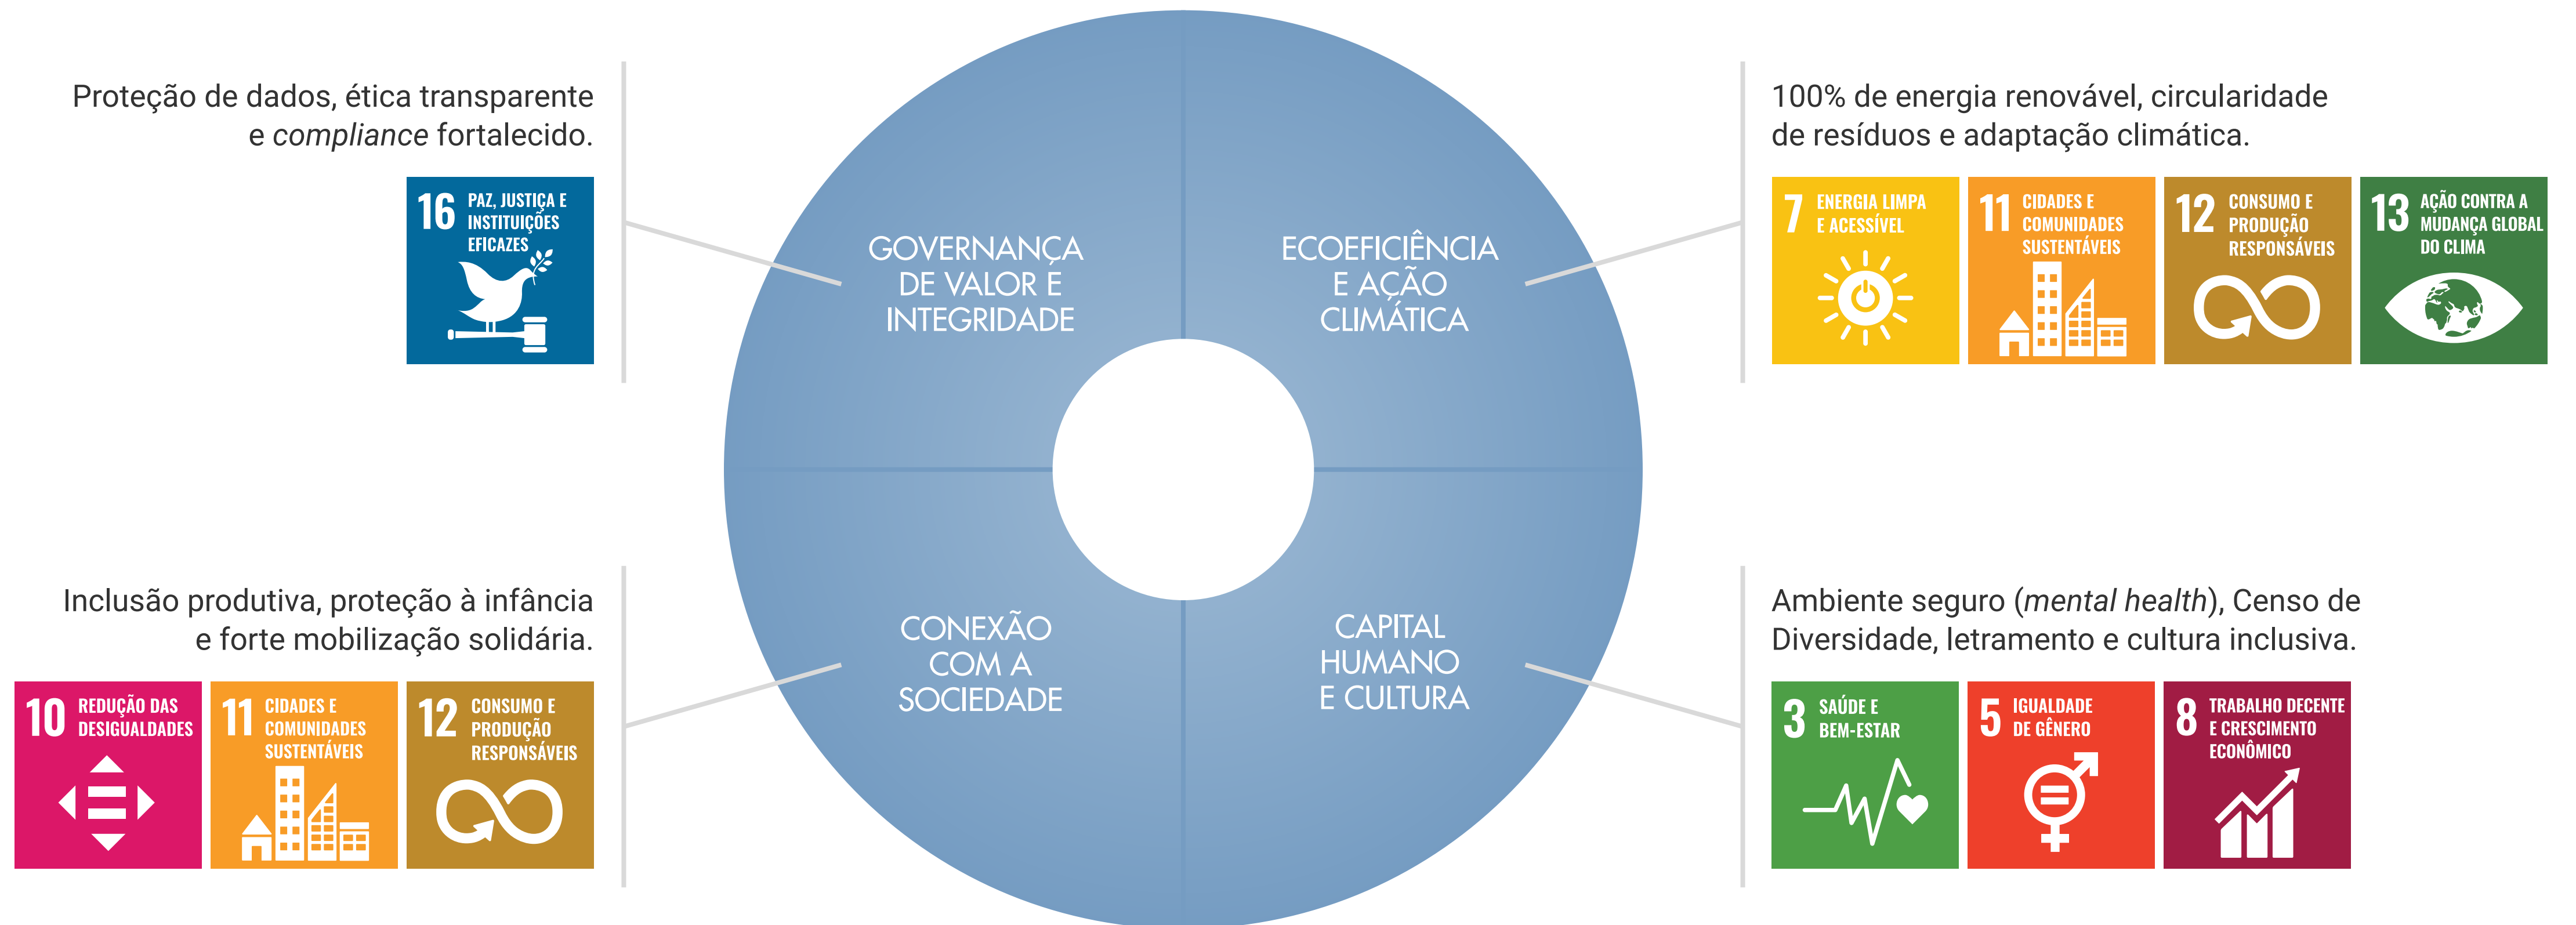 Proteção de dados, ética transparente
e compliance fortalecido.
16 PAZ, JUSTIÇA E
INSTITUIÇÕES
EFICAZES
GOVERNANÇA
DE VALOR E
INTEGRIDADE
ECOEFICIÊNCIA
E AÇÃO
CLIMÁTICA
100% de energia renovável, circularidade
de resíduos e adaptação climática.
7 ENERGIA LIMPA
E ACESSÍVEL
11 CIDADES E
COMUNIDADES
SUSTENTÁVEIS
12 CONSUMO E
PRODUÇÃO
RESPONSÁVEIS
13 AÇÃO CONTRA A
MUDANÇA GLOBAL
DO CLIMA
Inclusão produtiva, proteção à infância
e forte mobilização solidária.
10 REDUÇÃO DAS
DESIGUALDADES
11 CIDADES E
COMUNIDADES
SUSTENTÁVEIS
12 CONSUMO E
PRODUÇÃO
RESPONSÁVEIS
CONEXÃO
COM A
SOCIEDADE
CAPITAL
HUMANO
E CULTURA
Ambiente seguro (mental health), Censo de
Diversidade, letramento e cultura inclusiva.
3 SAÚDE E
BEM-ESTAR
5 IGUALDADE
DE GÊNERO
8 TRABALHO DECENTE
E CRESCIMENTO
ECONÔMICO